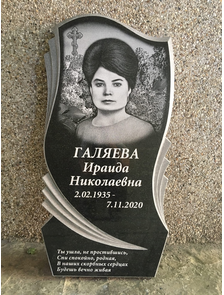 ГАЛЯЕВА
Ираида
Николаевна
2.02.1935 -
7.11.2020
Ты ушла, не простившись,
Спи спокойно, родная,
В наших скорбных сердцах
Будешь вечно живая